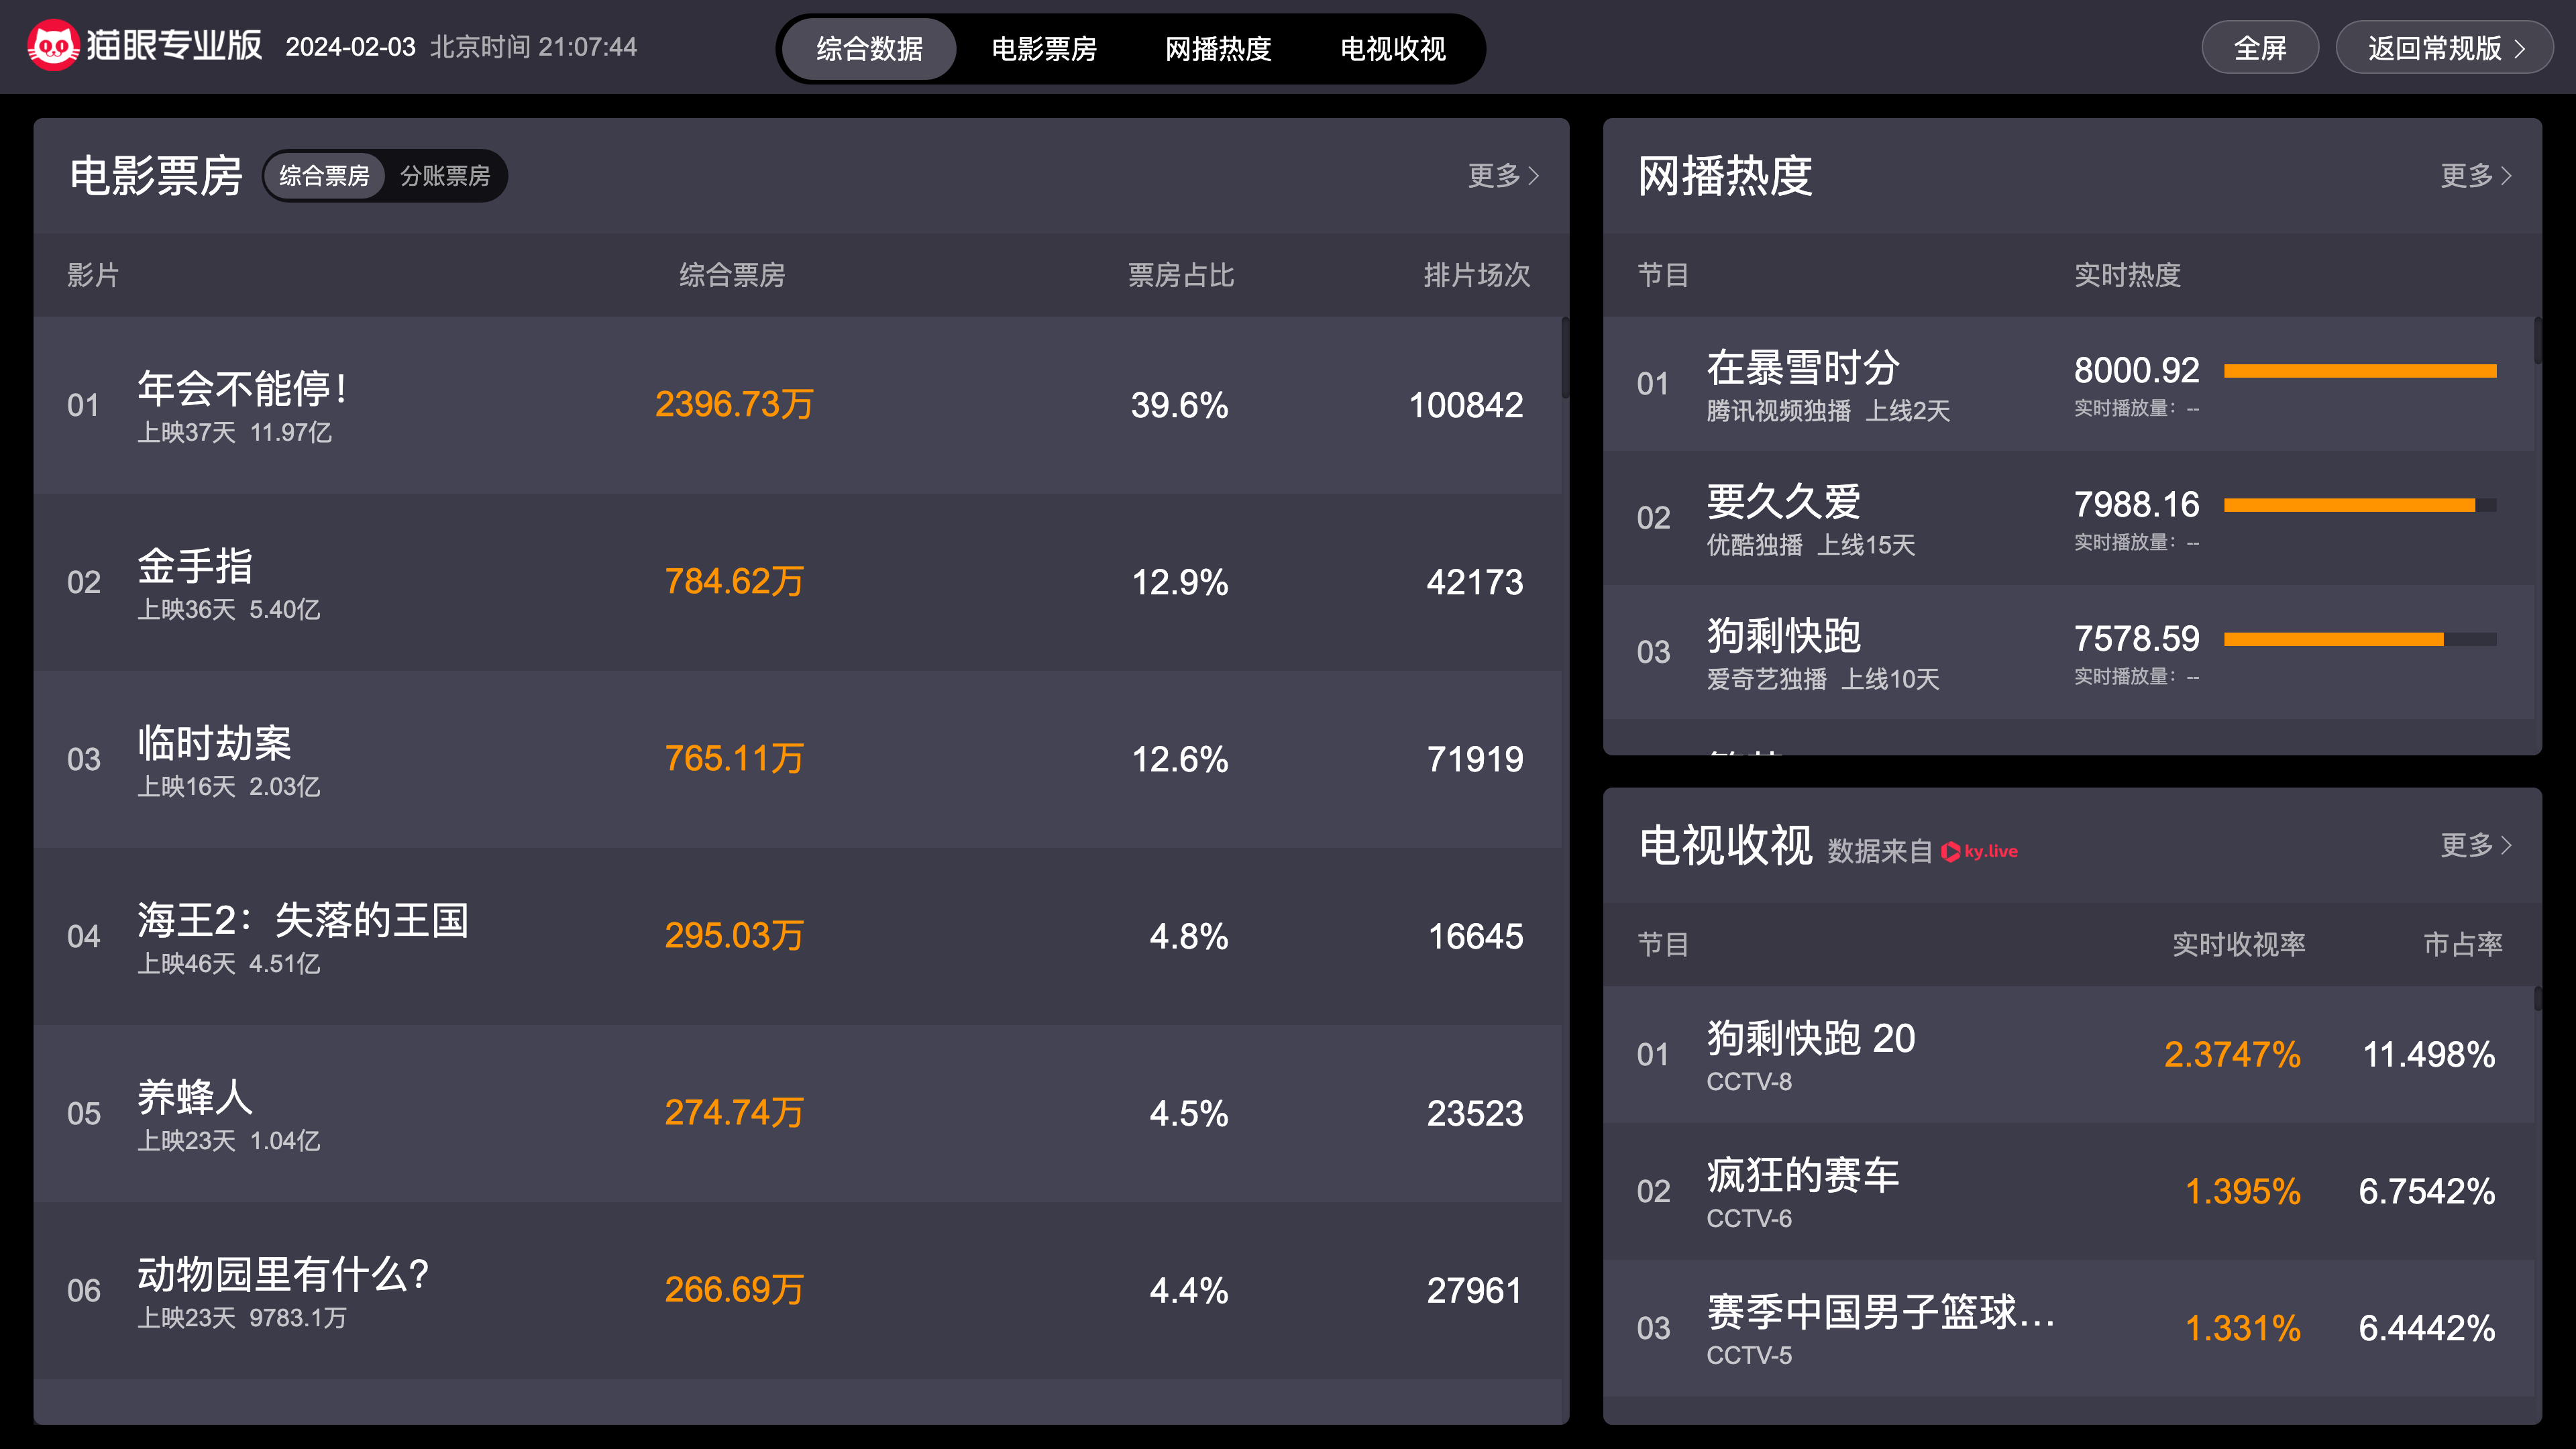 猫眼专业版 2024-02-03 北京时间 21:07:44
综合数据 电影票房 网播热度 电视收视
全屏 返回常规版
电影票房 综合票房 分账票房 更多
影片 综合票房 票房占比 排片场次
01 年会不能停！ 2396.73万 39.6% 100842
上映37天 11.97亿
02 金手指 784.62万 12.9% 42173
上映36天 5.40亿
03 临时劫案 765.11万 12.6% 71919
上映16天 2.03亿
04 海王2：失落的王国 295.03万 4.8% 16645
上映46天 4.51亿
05 养蜂人 274.74万 4.5% 23523
上映23天 1.04亿
06 动物园里有什么？ 266.69万 4.4% 27961
上映23天 9783.1万
网播热度 更多
节目 实时热度
01 在暴雪时分 8000.92
腾讯视频独播 上线2天 实时播放量：--
02 要久久爱 7988.16
优酷独播 上线15天 实时播放量：--
03 狗剩快跑 7578.59
爱奇艺独播 上线10天 实时播放量：--
电视收视 数据来自 ky.live 更多
节目 实时收视率 市占率
01 狗剩快跑 20 2.3747% 11.498%
CCTV-8
02 疯狂的赛车 1.395% 6.7542%
CCTV-6
03 赛季中国男子篮球... 1.331% 6.4442%
CCTV-5